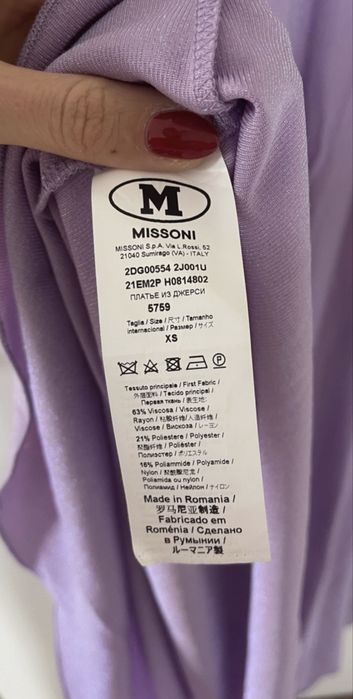 M
MISSONI
MISSONI S.p.A. Via L.Rossi, 52
21040 Sumirago (VA) - ITALY
2DG00554 2J001U
21EM2P H0814802
ПЛАТЬЕ ИЗ ДЖЕРСИ
5759
Taglia / Size / 尺寸 / Tamanho
internacional / Размер / サイズ
XS
P
Tessuto principale / First Fabric /
外层面料 / Tecido principal /
Первая ткань / 表生地:
63% Viscosa / Viscose /
Rayon / 粘胶纤维/人造纤维 /
Viscose / Вискоза / レーヨン
21% Poliestere / Polyester /
聚酯纤维 / Poliéster /
Полиэстер / ポリエステル
16% Poliammide / Polyamide /
Nylon / 聚酰胺尼龙 /
Poliamida ou nylon /
Полиамид / Нейлон / ナイロン
Made in Romania /
罗马尼亚制造 /
Fabricado em
Roménia / Сделано
в Румынии /
ルーマニア製